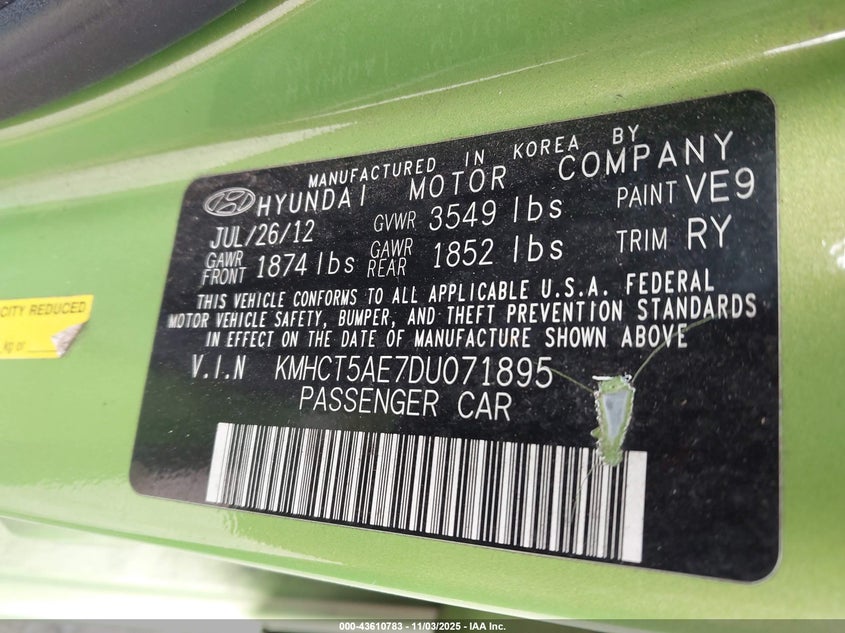 MANUFACTURED IN KOREA BY
HYUNDAI MOTOR COMPANY
JUL/26/12 GVWR 3549 lbs PAINT VE9
GAWR FRONT 1874 lbs GAWR REAR 1852 lbs TRIM RY
THIS VEHICLE CONFORMS TO ALL APPLICABLE U.S.A. FEDERAL
MOTOR VEHICLE SAFETY, BUMPER, AND THEFT PREVENTION STANDARDS
IN EFFECT ON THE DATE OF MANUFACTURE SHOWN ABOVE
V.I.N KMHCT5AE7DU071895
PASSENGER CAR
CITY REDUCED
kg or
000-43610783 - 11/03/2025 - IAA Inc.